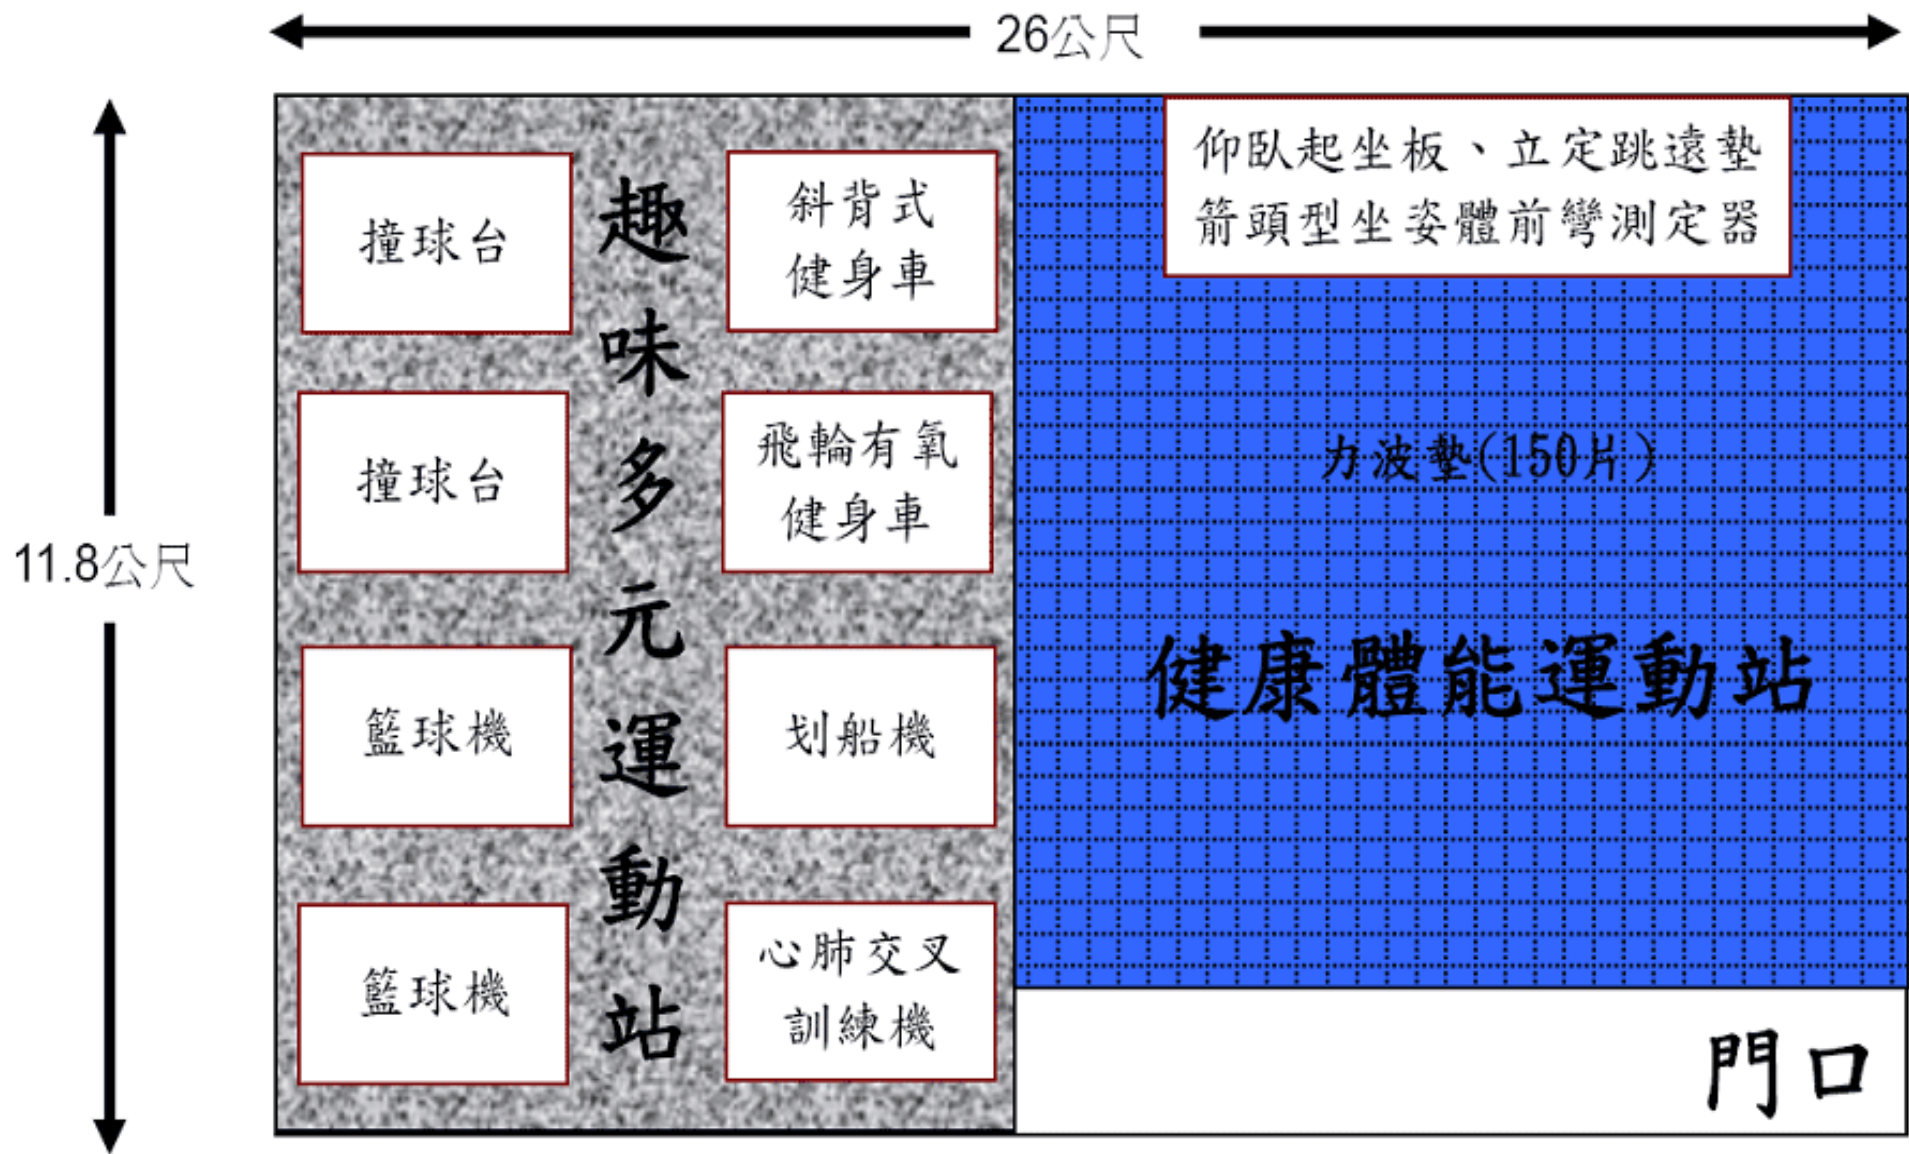 26公尺
11.8公尺
撞球台
撞球台
籃球機
籃球機
趣味多元運動站
斜背式
健身車
飛輪有氧
健身車
划船機
心肺交叉
訓練機
仰臥起坐板、立定跳遠墊
箭頭型坐姿體前彎測定器
力波墊(150片)
健康體能運動站
門口